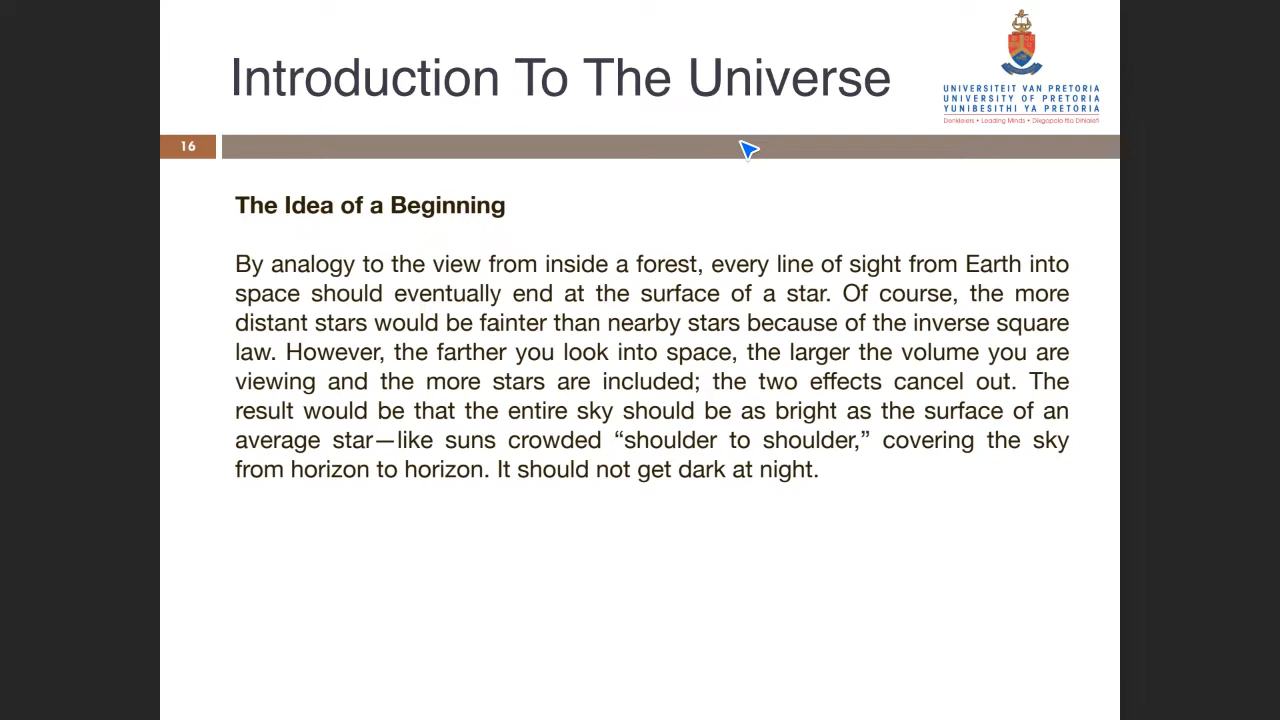 Introduction To The Universe
UNIVERSITEIT VAN PRETORIA
UNIVERSITY OF PRETORIA
YUNIBESITHI YA PRETORIA
Denkleiers • Leading Minds • Dikgopolo tša Dihlalefi
16
The Idea of a Beginning
By analogy to the view from inside a forest, every line of sight from Earth into
space should eventually end at the surface of a star. Of course, the more
distant stars would be fainter than nearby stars because of the inverse square
law. However, the farther you look into space, the larger the volume you are
viewing and the more stars are included; the two effects cancel out. The
result would be that the entire sky should be as bright as the surface of an
average star—like suns crowded “shoulder to shoulder,” covering the sky
from horizon to horizon. It should not get dark at night.